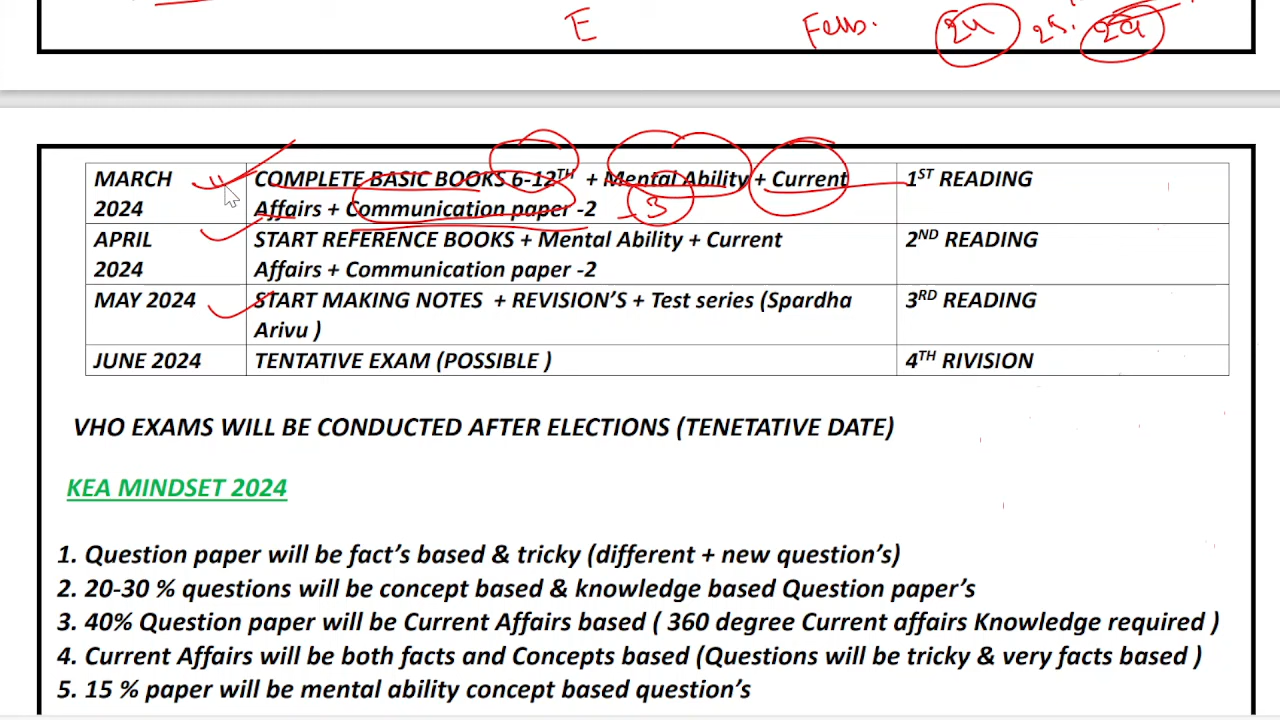 E Febs. 24 25. 29
MARCH 2024
COMPLETE BASIC BOOKS 6-12TH + Mental Ability + Current
Affairs + Communication paper -2 3
1ST READING
APRIL 2024
START REFERENCE BOOKS + Mental Ability + Current
Affairs + Communication paper -2
2ND READING
MAY 2024
START MAKING NOTES + REVISION'S + Test series (Spardha
Arivu )
3RD READING
JUNE 2024
TENTATIVE EXAM (POSSIBLE )
4TH RIVISION
VHO EXAMS WILL BE CONDUCTED AFTER ELECTIONS (TENETATIVE DATE)
KEA MINDSET 2024
1. Question paper will be fact's based & tricky (different + new question's)
2. 20-30 % questions will be concept based & knowledge based Question paper's
3. 40% Question paper will be Current Affairs based ( 360 degree Current affairs Knowledge required )
4. Current Affairs will be both facts and Concepts based (Questions will be tricky & very facts based )
5. 15 % paper will be mental ability concept based question's